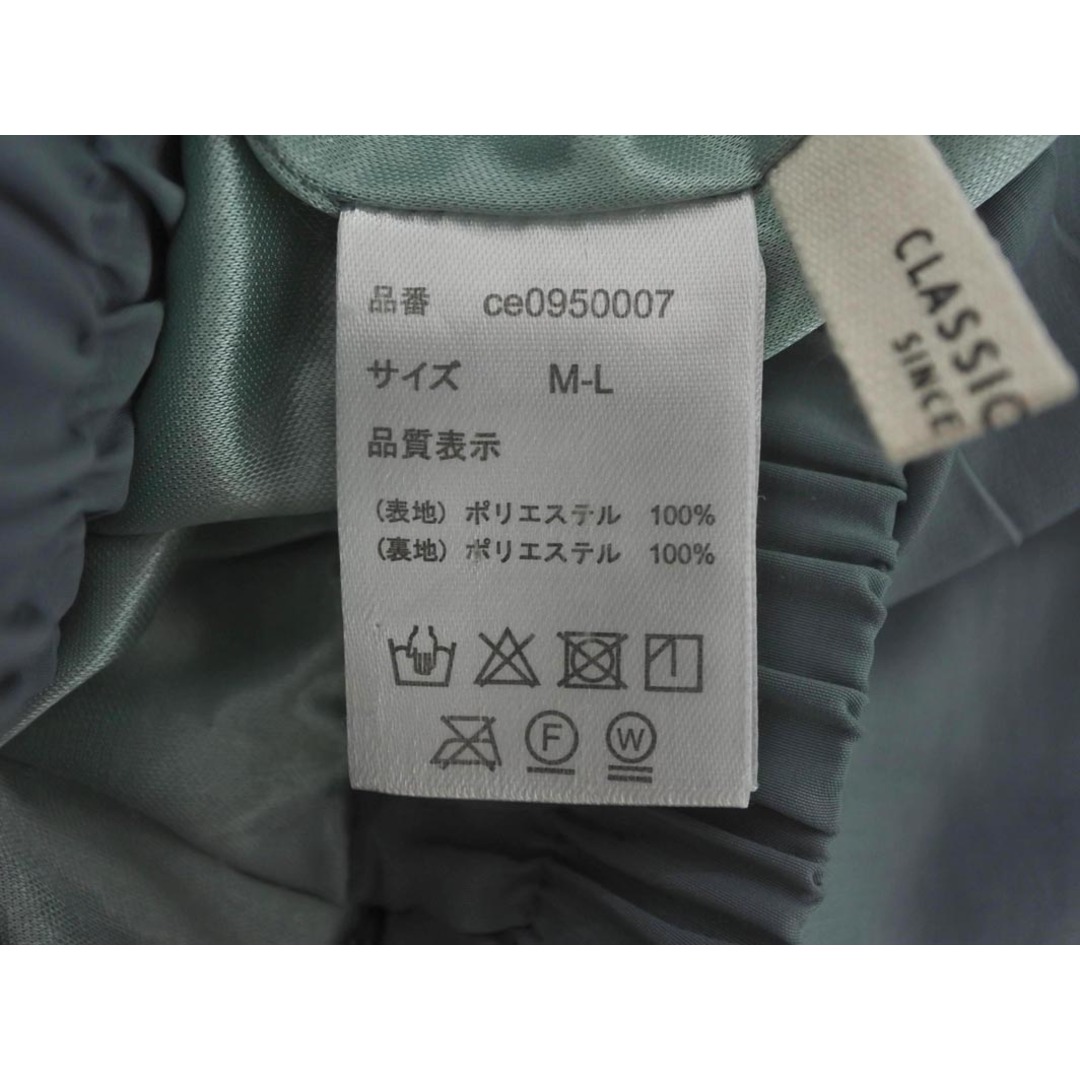 品番 ce0950007
サイズ M-L
品質表示
(表地) ポリエステル 100%
(裏地) ポリエステル 100%
F W
CLASSIC
SINCE